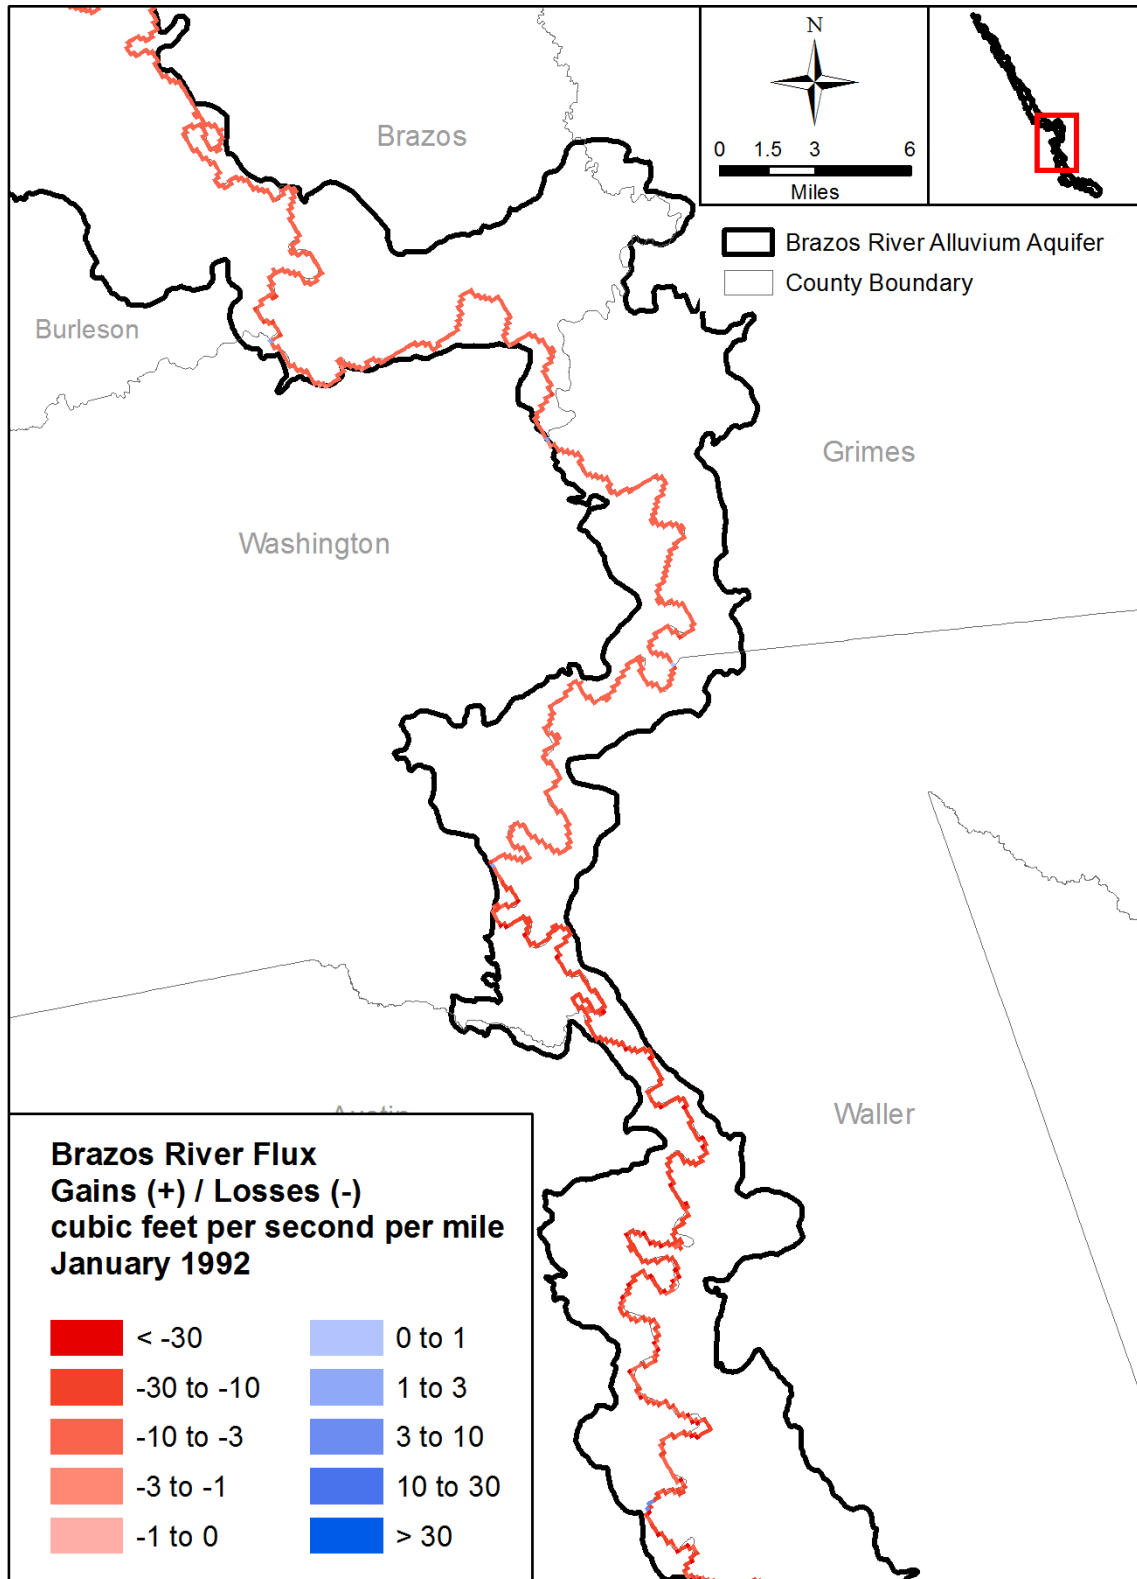 N
0 1.5 3 6
Miles
Brazos River Alluvium Aquifer
County Boundary
Brazos
Burleson
Grimes
Washington
Waller
Austin
Brazos River Flux
Gains (+) / Losses (-)
cubic feet per second per mile
January 1992
< -30
-30 to -10
-10 to -3
-3 to -1
-1 to 0
0 to 1
1 to 3
3 to 10
10 to 30
> 30